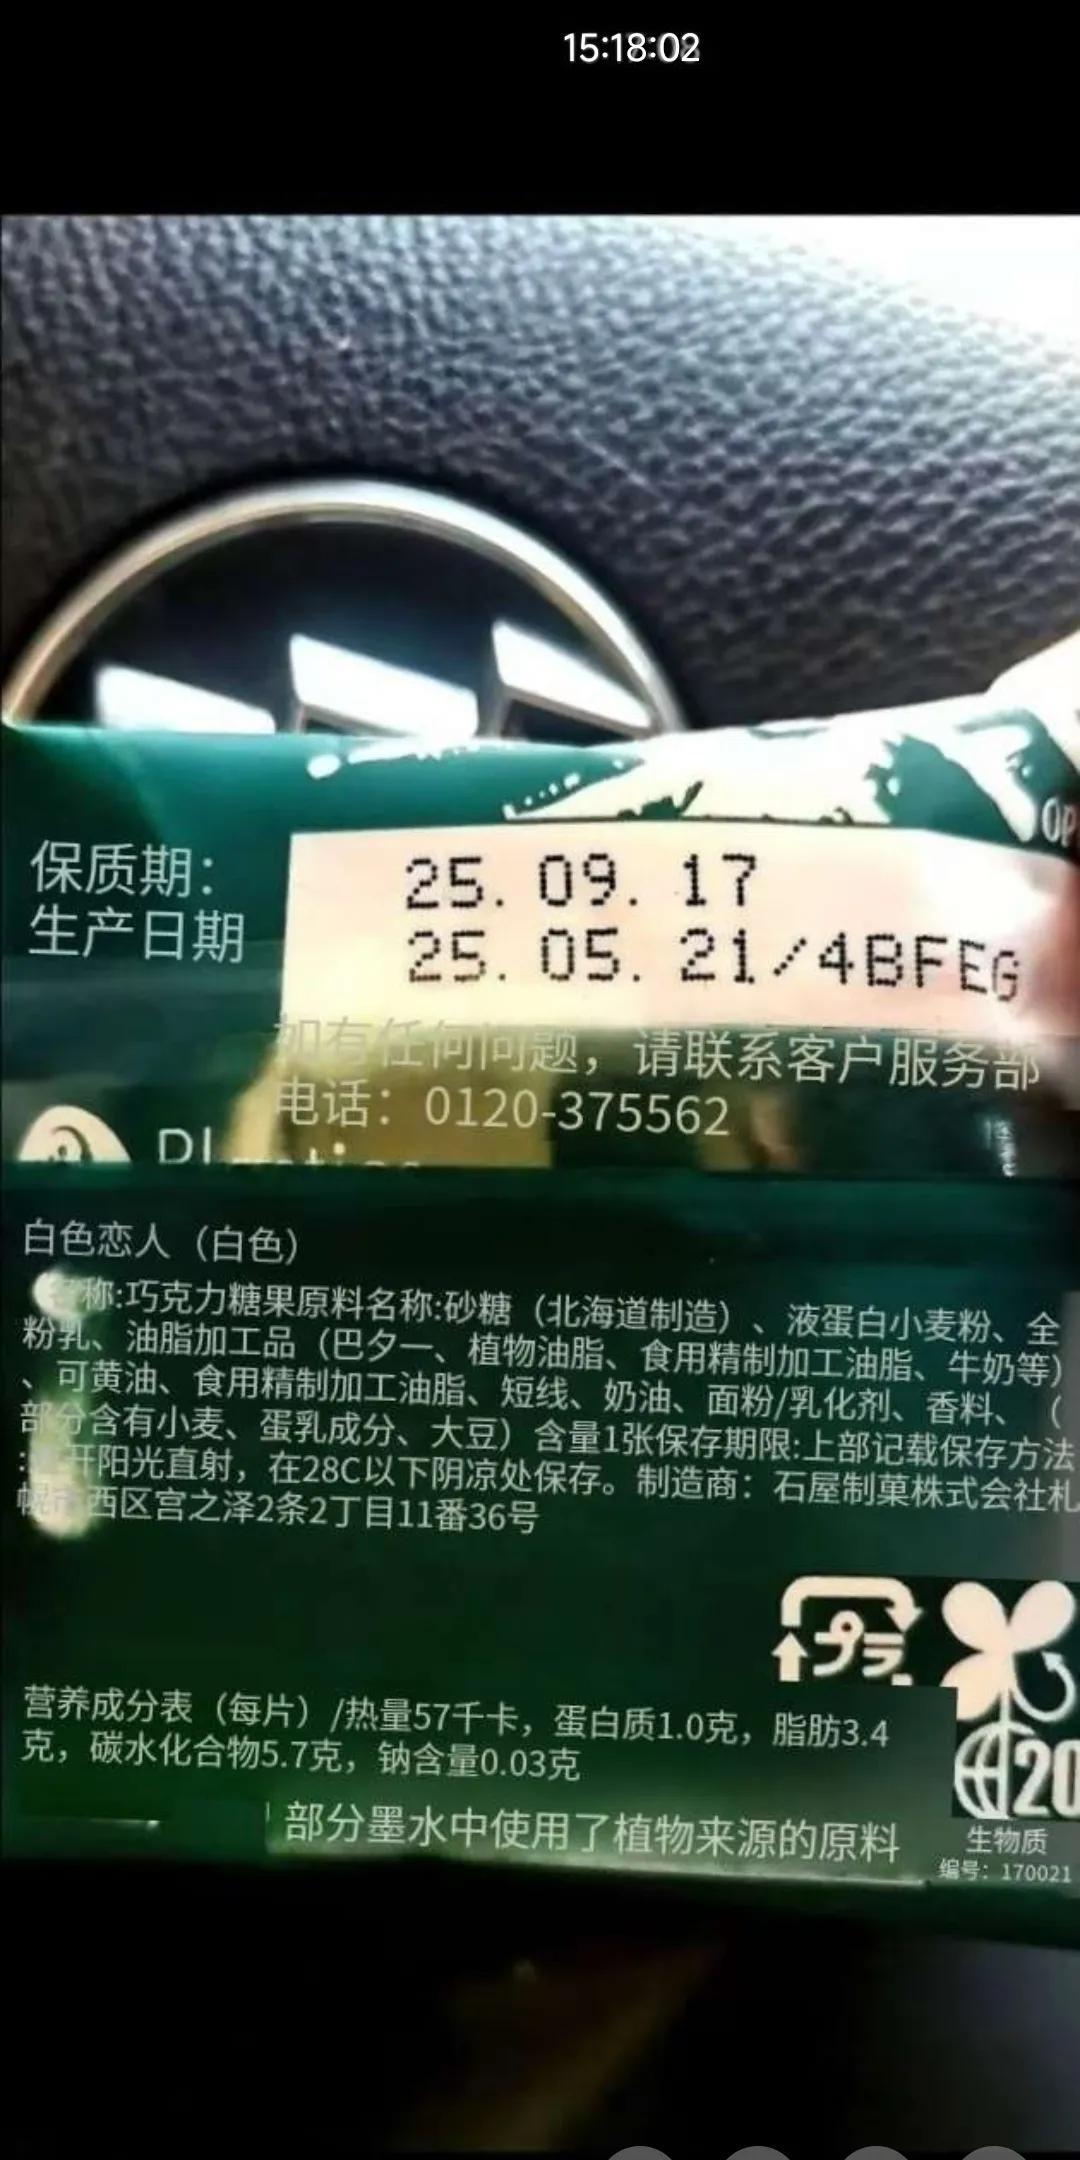 15:18:02
OP
保质期:
25. 09. 17
生产日期
25. 05. 21/4BFEG
如有任何问题，请联系客户服务部
电话：0120-375562
白色恋人（白色）
名称:巧克力糖果原料名称:砂糖（北海道制造）、液蛋白小麦粉、全
粉乳、油脂加工品（巴夕一、植物油脂、食用精制加工油脂、牛奶等）
、可黄油、食用精制加工油脂、短线、奶油、面粉/乳化剂、香料、（
部分含有小麦、蛋乳成分、大豆）含量1张保存期限:上部记载保存方法
:开阳光直射，在28C以下阴凉处保存。制造商：石屋制菓株式会社札
幌市西区宫之泽2条2丁目11番36号
プラ
营养成分表（每片）/热量57千卡，蛋白质1.0克，脂肪3.4
克，碳水化合物5.7克，钠含量0.03克
20
部分墨水中使用了植物来源的原料
生物质
编号：170021